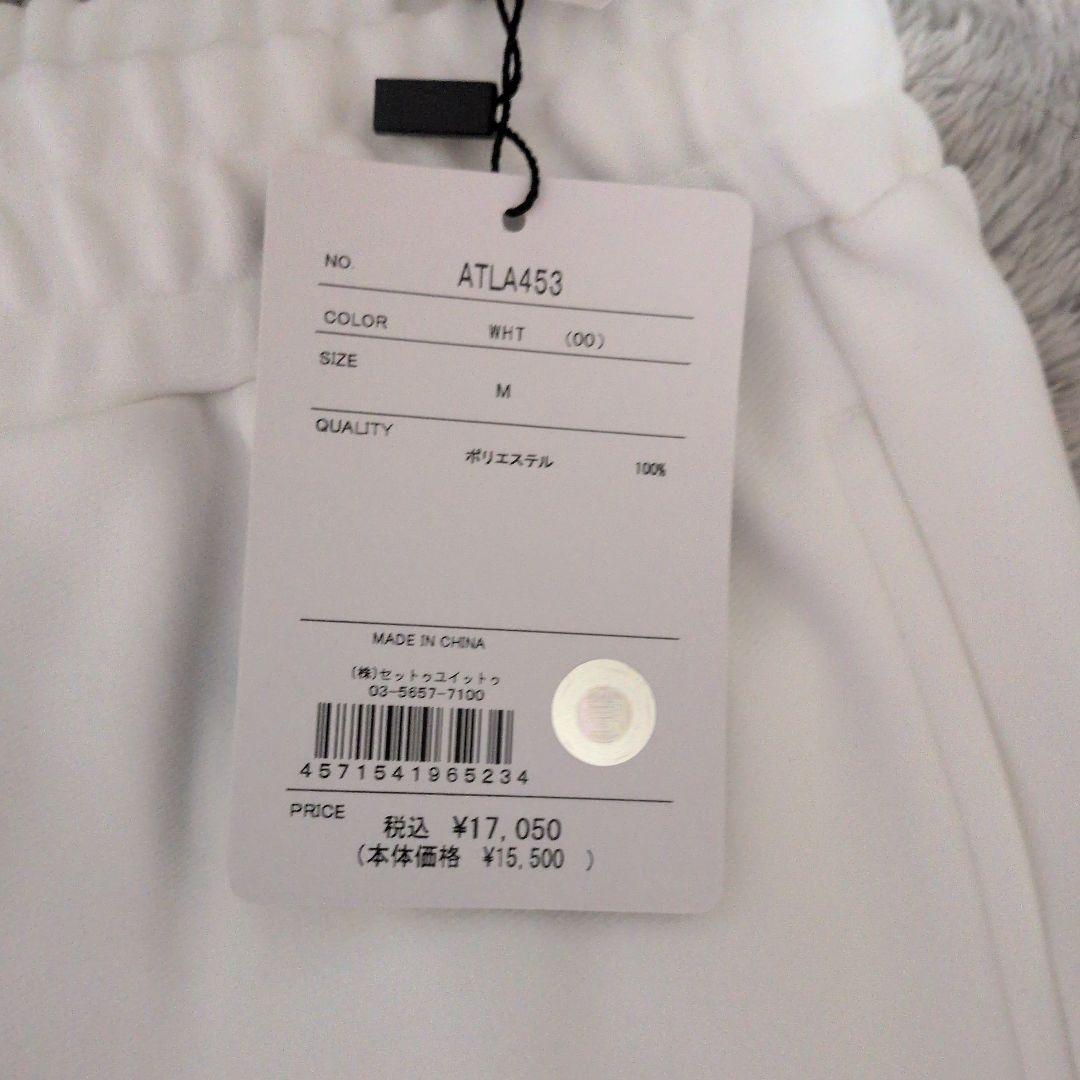 NO. ATLA453
COLOR WHT (00)
SIZE
M
QUALITY
ポリエステル 100%
MADE IN CHINA
(株)セットゥユイットゥ
03-5657-7100
4571541965234
PRICE 税込 ¥17,050
(本体価格 ¥15,500 )